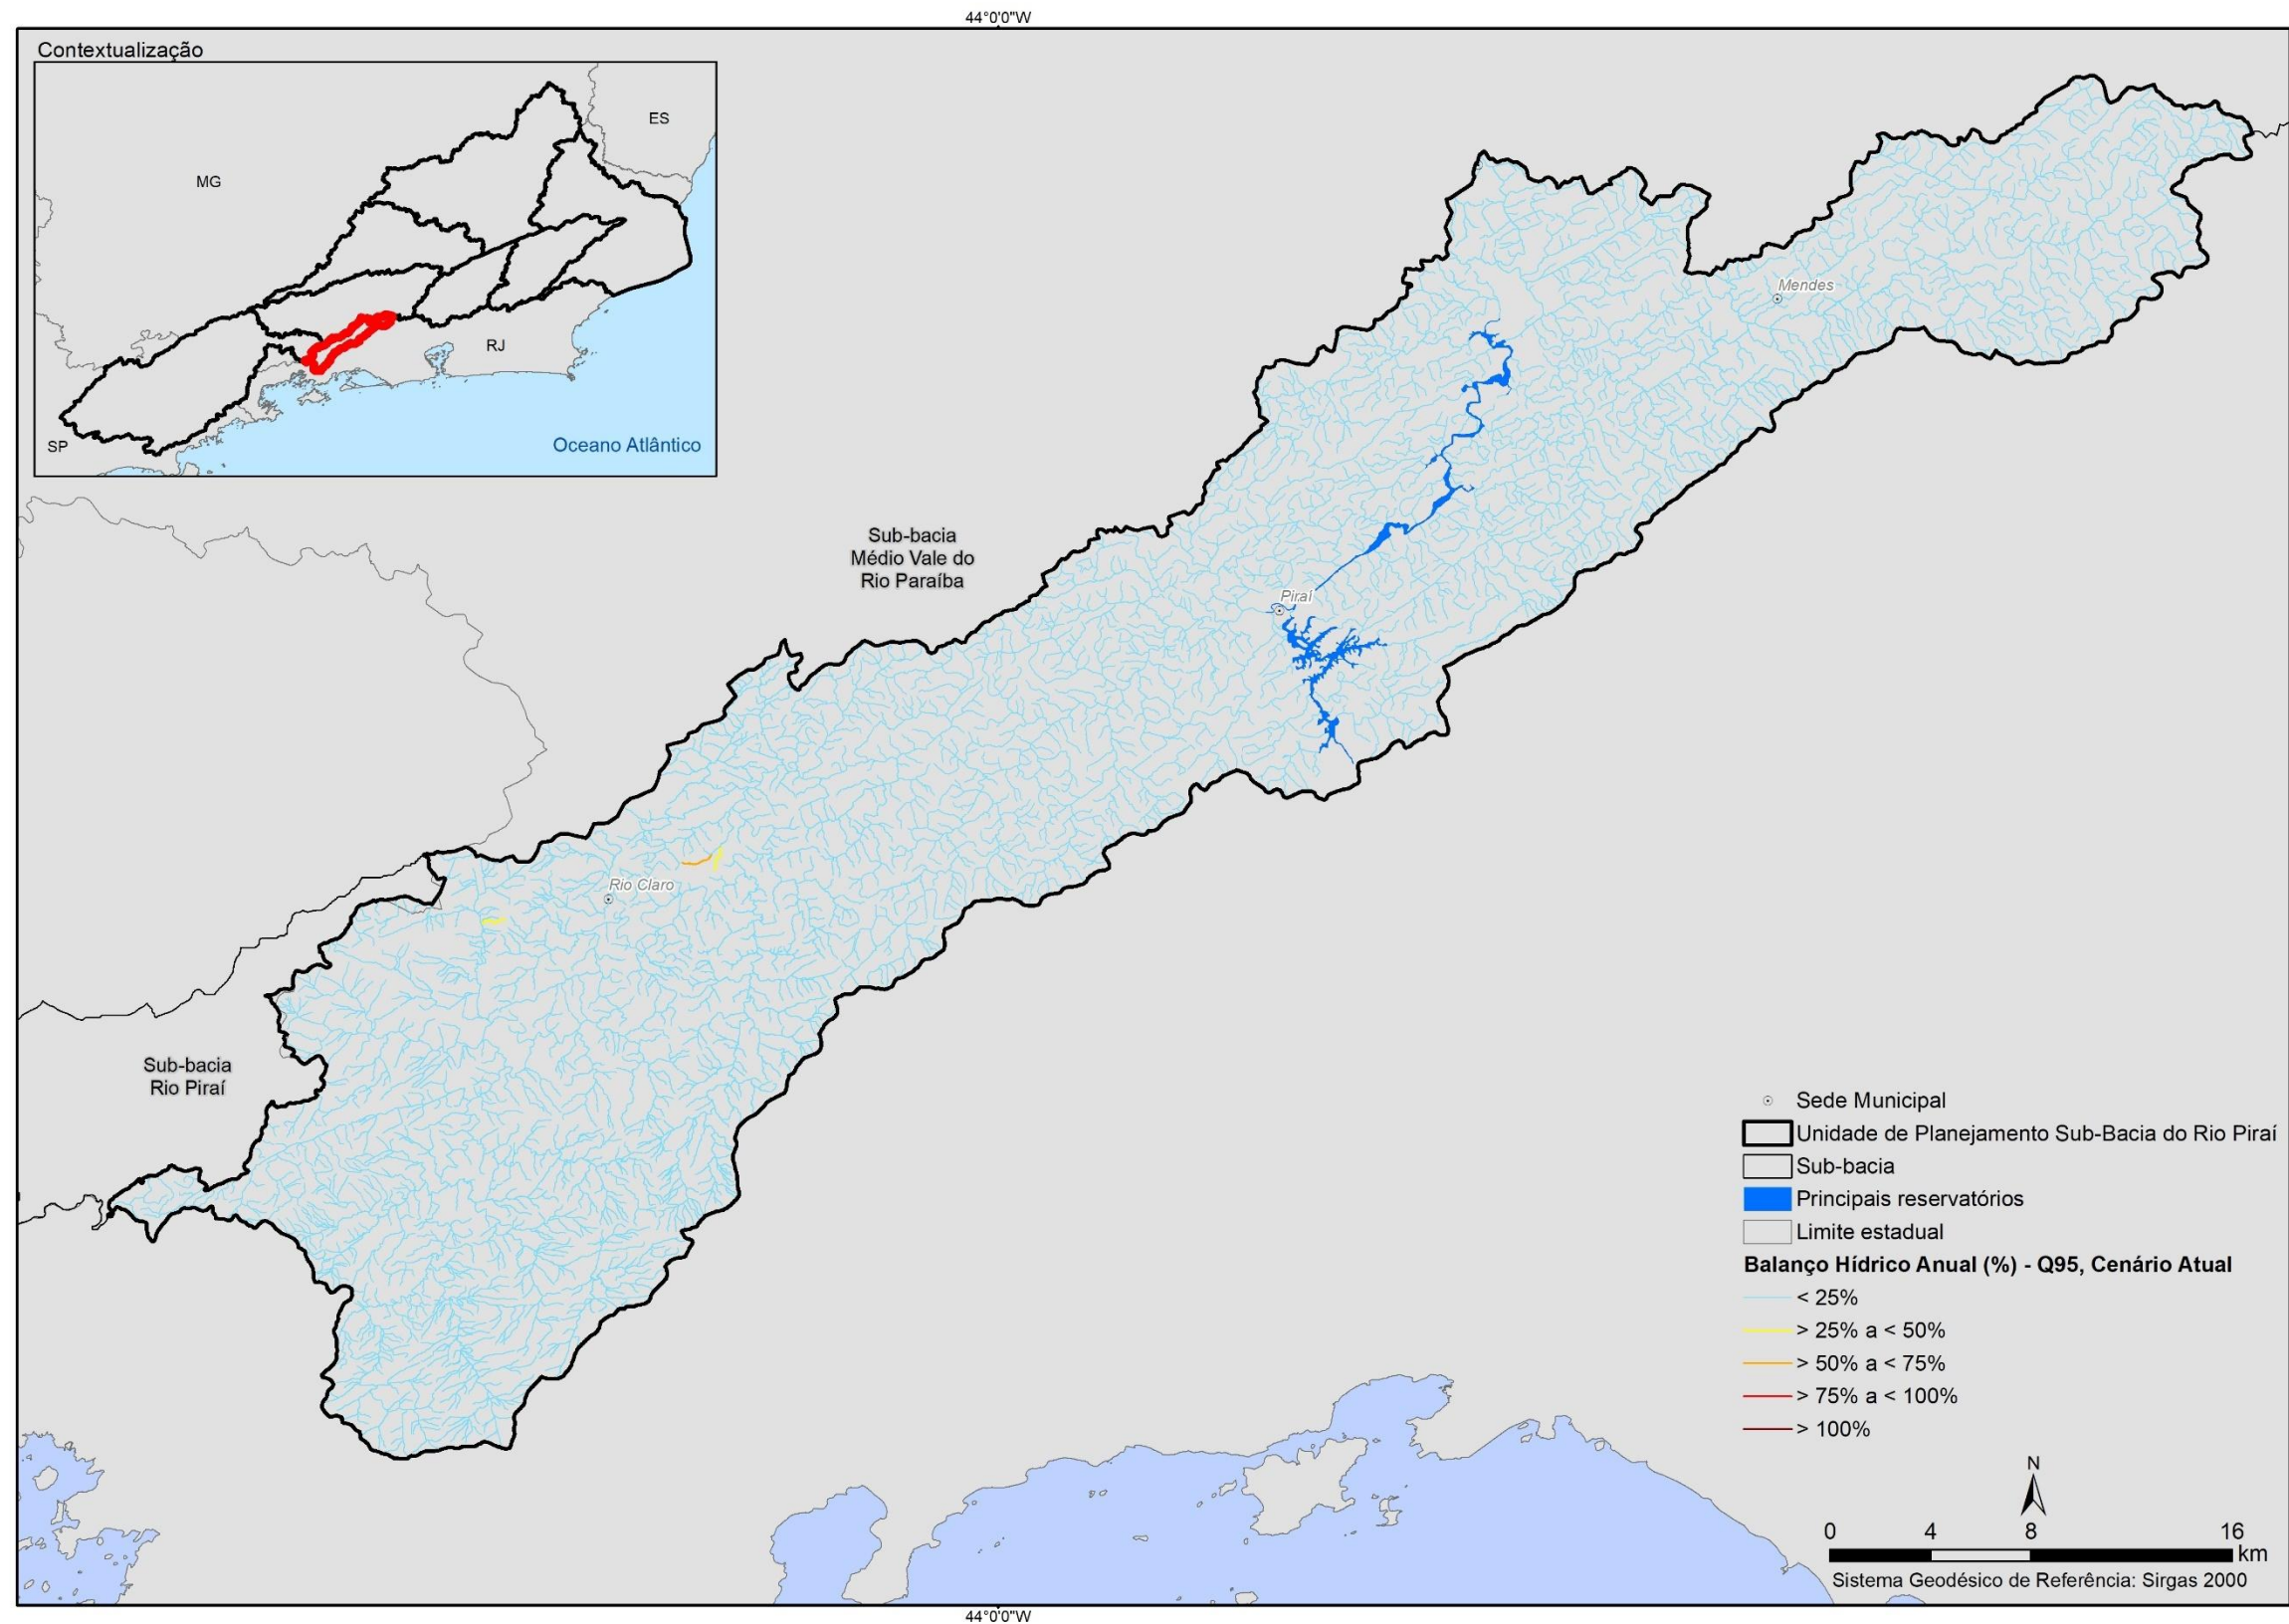 44°0'0"W
Contextualização
ES
MG
RJ
SP
Oceano Atlântico
Mendes
Sub-bacia
Médio Vale do
Rio Paraíba
Piraí
Rio Claro
Sub-bacia
Rio Piraí
Sede Municipal
Unidade de Planejamento Sub-Bacia do Rio Piraí
Sub-bacia
Principais reservatórios
Limite estadual
Balanço Hídrico Anual (%) - Q95, Cenário Atual
< 25%
> 25% a < 50%
> 50% a < 75%
> 75% a < 100%
> 100%
N
0 4 8 16
km
Sistema Geodésico de Referência: Sirgas 2000
44°0'0"W